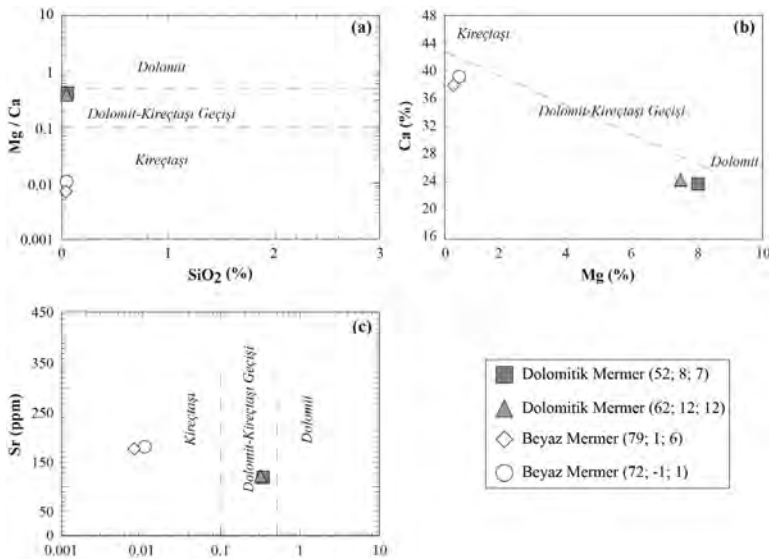 (a)
10
1
0.1
0,01
0.001
Mg / Ca
Dolomit
Dolomit-Kireçtaşı Geçişi
Kireçtaşı
0
1
2
3
SiO2 (%)
(b)
48
44
40
36
32
28
24
20
16
Ca (%)
Kireçtaşı
Dolomit-Kireçtaşı Geçişi
Dolomit
0
2
4
6
8
10
Mg (%)
(c)
450
350
250
150
50
0
Sr (ppm)
Kireçtaşı
Dolomit-Kireçtaşı Geçişi
Dolomit
0.001
0.01
0.1
1
10
Dolomitik Mermer (52; 8; 7)
Dolomitik Mermer (62; 12; 12)
Beyaz Mermer (79; 1; 6)
Beyaz Mermer (72; -1; 1)